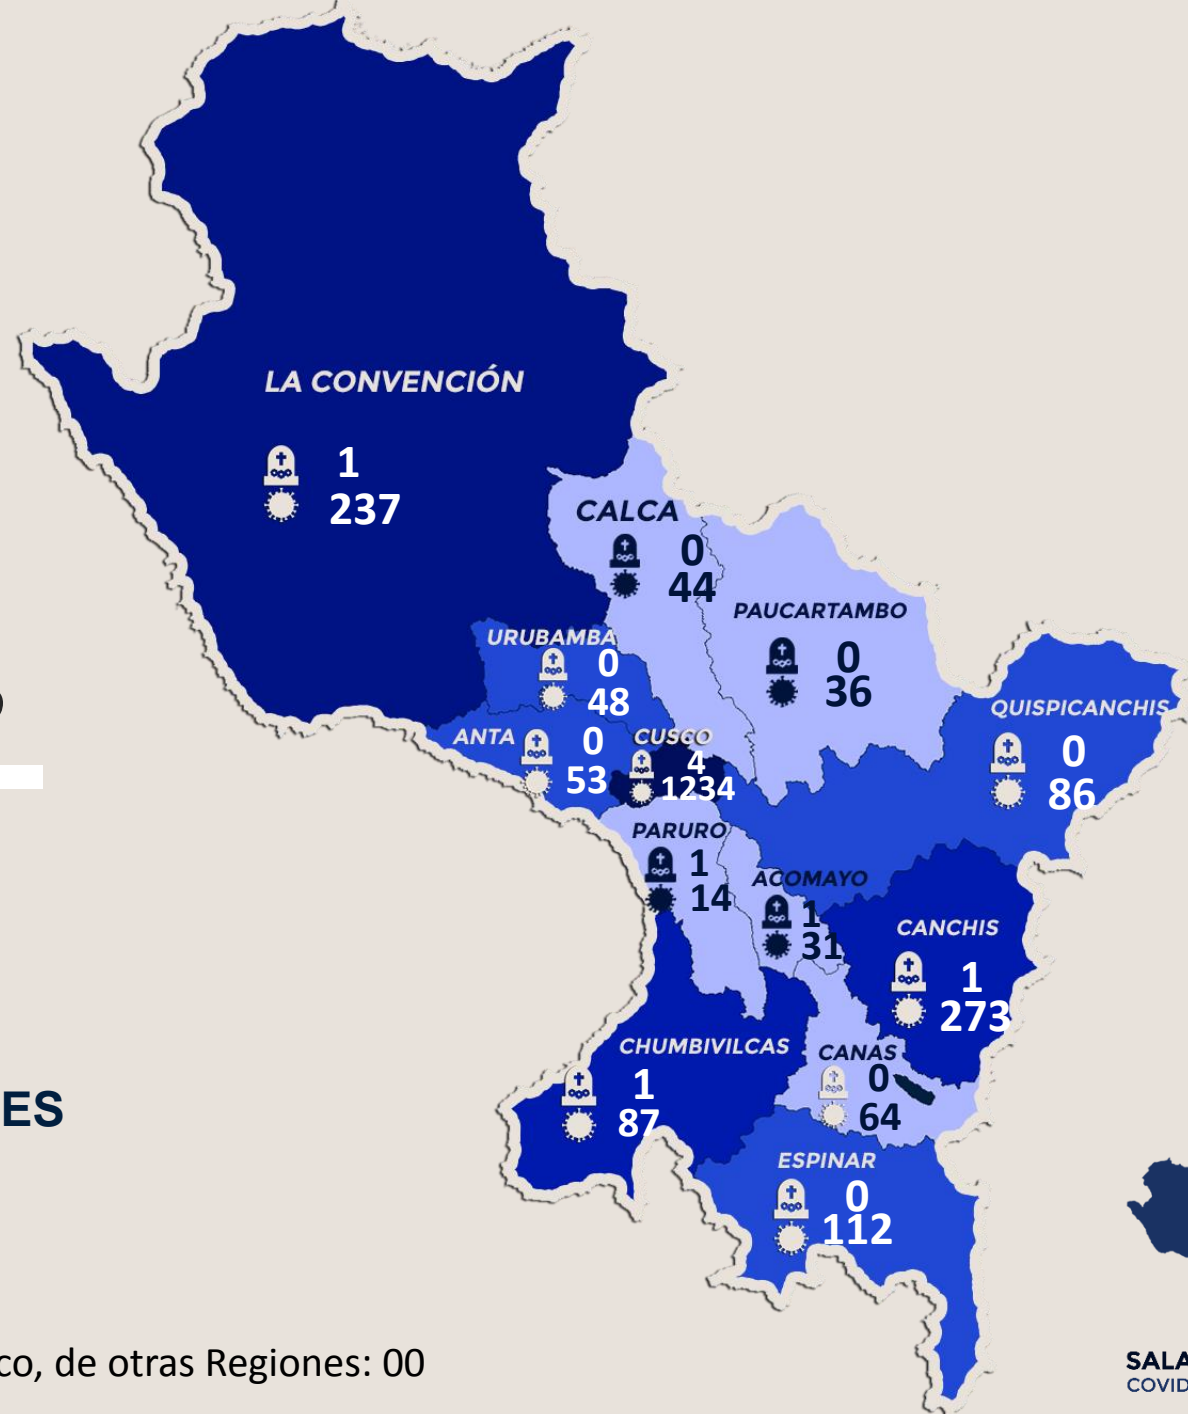 LA CONVENCIÓN
1
237
CALCA
0
44
PAUCARTAMBO
0
36
URUBAMBA
0
48
QUISPICANCHIS
0
86
ANTA
0
53
CUSCO
4
1234
PARURO
1
14
ACOMAYO
1
31
CANCHIS
1
273
CHUMBIVILCAS
1
87
CANAS
0
64
ESPINAR
0
112
ES
co, de otras Regiones: 00
SALA
COVID